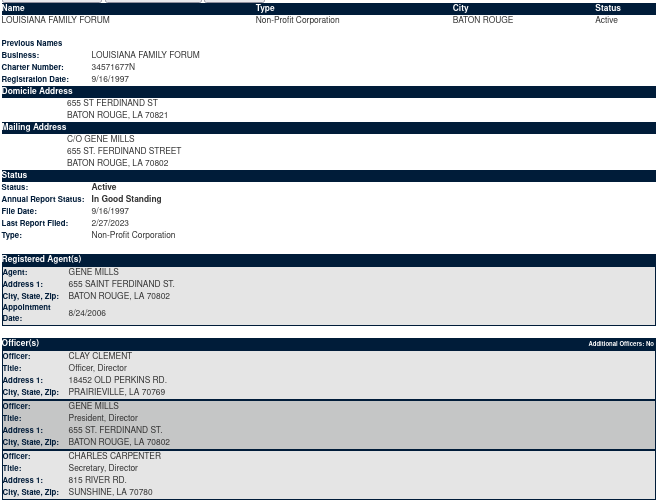 Name Type City Status
LOUISIANA FAMILY FORUM Non-Profit Corporation BATON ROUGE Active
Previous Names
Business: LOUISIANA FAMILY FORUM
Charter Number: 34571677N
Registration Date: 9/16/1997
Domicile Address
655 ST FERDINAND ST
BATON ROUGE, LA 70821
Mailing Address
C/O GENE MILLS
655 ST. FERDINAND STREET
BATON ROUGE, LA 70802
Status
Status: Active
Annual Report Status: In Good Standing
File Date: 9/16/1997
Last Report Filed: 2/27/2023
Type: Non-Profit Corporation
Registered Agent(s)
Agent: GENE MILLS
Address 1: 655 SAINT FERDINAND ST.
City, State, Zip: BATON ROUGE, LA 70802
Appointment
Date: 8/24/2006
Officer(s) Additional Officers: No
Officer: CLAY CLEMENT
Title: Officer, Director
Address 1: 18452 OLD PERKINS RD.
City, State, Zip: PRAIRIEVILLE, LA 70769
Officer: GENE MILLS
Title: President, Director
Address 1: 655 ST. FERDINAND ST.
City, State, Zip: BATON ROUGE, LA 70802
Officer: CHARLES CARPENTER
Title: Secretary, Director
Address 1: 815 RIVER RD.
City, State, Zip: SUNSHINE, LA 70780